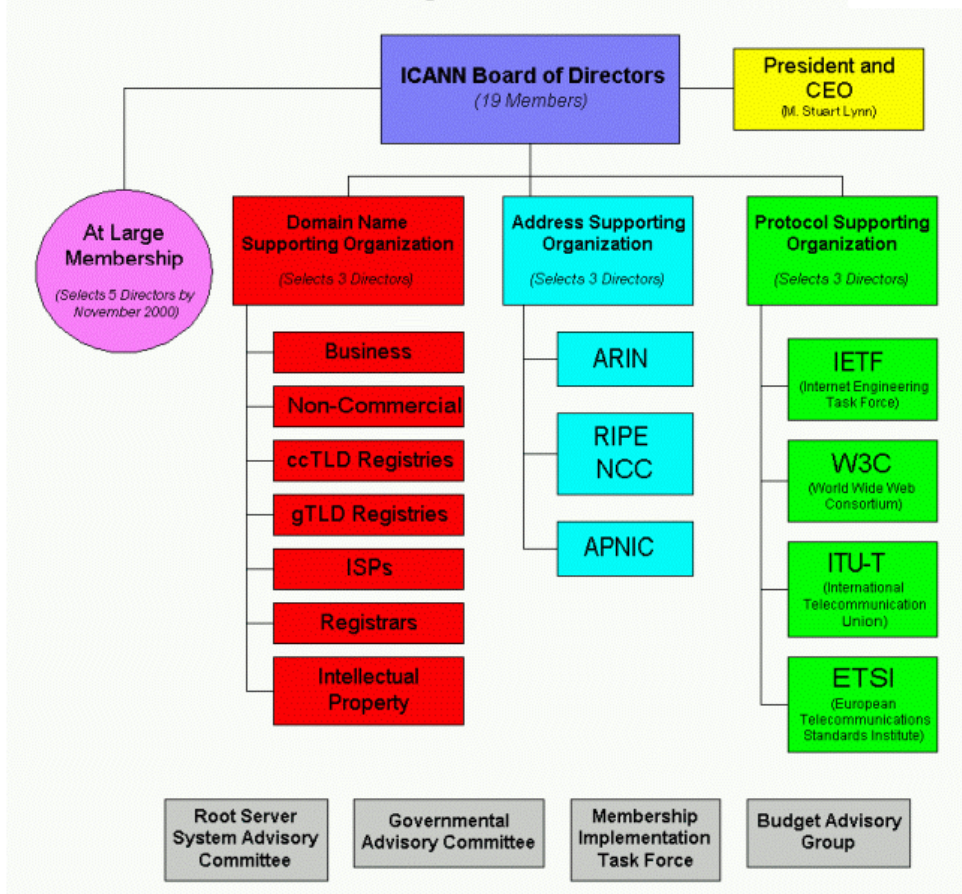 ICANN Board of Directors
(19 Members)
President and
CEO
(M. Stuart Lynn)
At Large
Membership
(Selects 5 Directors by
November 2000)
Domain Name
Supporting Organization
(Selects 3 Directors)
Address Supporting
Organization
(Selects 3 Directors)
Protocol Supporting
Organization
(Selects 3 Directors)
Business
Non-Commercial
ccTLD Registries
gTLD Registries
ISPs
Registrars
Intellectual
Property
ARIN
RIPE
NCC
APNIC
IETF
(Internet Engineering
Task Force)
W3C
(World Wide Web
Consortium)
ITU-T
(International
Telecommunication
Union)
ETSI
(European
Telecommunications
Standards Institute)
Root Server
System Advisory
Committee
Governmental
Advisory Committee
Membership
Implementation
Task Force
Budget Advisory
Group